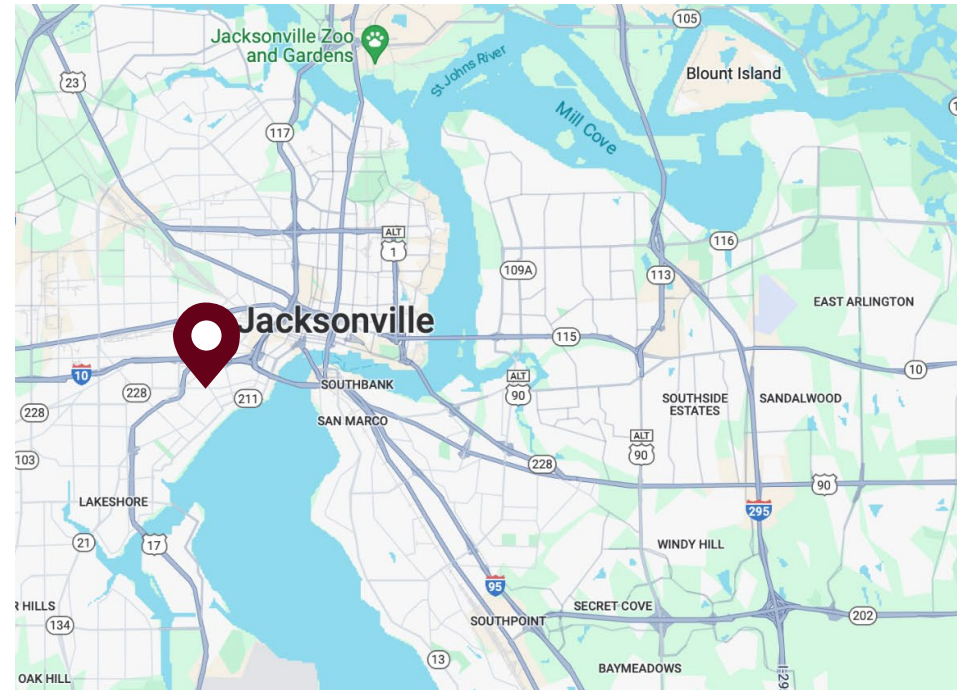 105
Jacksonville Zoo
and Gardens
St Johns River
Blount Island
23
Mill Cove
117
ALT
1
116
109A
113
EAST ARLINGTON
Jacksonville
115
10
10
SOUTHBANK
ALT
90
228
211
SOUTHSIDE
ESTATES
SANDALWOOD
228
SAN MARCO
ALT
90
103
228
90
LAKESHORE
295
21
17
WINDY HILL
95
R HILLS
SECRET COVE
134
SOUTHPOINT
202
13
BAYMEADOWS
OAK HILL
I-29